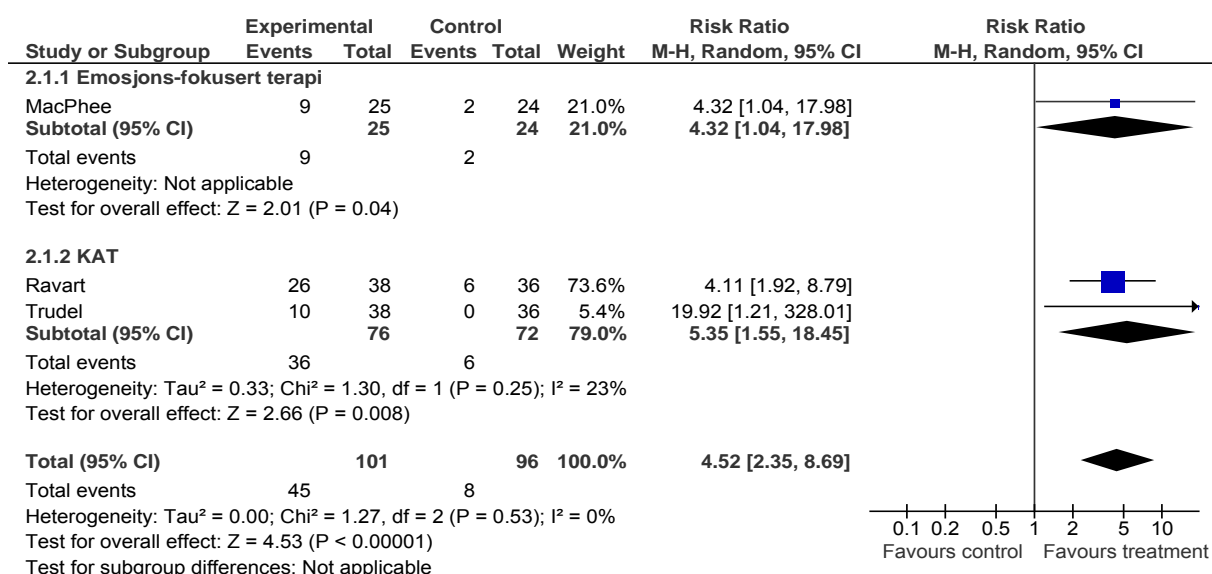 Experimental Control Risk Ratio Risk Ratio
Study or Subgroup Events Total Events Total Weight M-H, Random, 95% CI M-H, Random, 95% CI
2.1.1 Emosjons-fokusert terapi
MacPhee 9 25 2 24 21.0% 4.32 [1.04, 17.98]
Subtotal (95% CI) 25 24 21.0% 4.32 [1.04, 17.98]
Total events 9 2
Heterogeneity: Not applicable
Test for overall effect: Z = 2.01 (P = 0.04)
2.1.2 KAT
Ravart 26 38 6 36 73.6% 4.11 [1.92, 8.79]
Trudel 10 38 0 36 5.4% 19.92 [1.21, 328.01]
Subtotal (95% CI) 76 72 79.0% 5.35 [1.55, 18.45]
Total events 36 6
Heterogeneity: Tau² = 0.33; Chi² = 1.30, df = 1 (P = 0.25); I² = 23%
Test for overall effect: Z = 2.66 (P = 0.008)
Total (95% CI) 101 96 100.0% 4.52 [2.35, 8.69]
Total events 45 8
Heterogeneity: Tau² = 0.00; Chi² = 1.27, df = 2 (P = 0.53); I² = 0%
Test for overall effect: Z = 4.53 (P < 0.00001)
Test for subgroup differences: Not applicable
0.1 0.2 0.5 1 2 5 10
Favours control Favours treatment